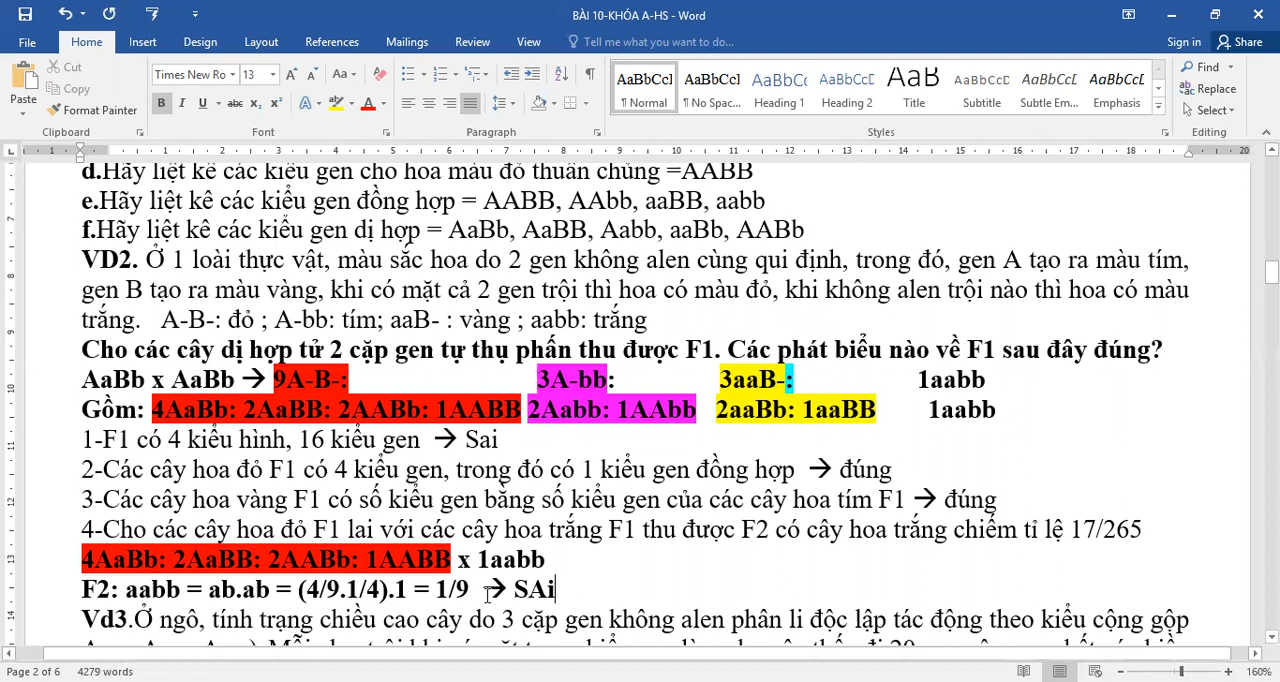 BÀI 10-KHÓA A-HS - Word
File Home Insert Design Layout References Mailings Review View Tell me what you want to do... Sign in Share
Cut
Copy
Format Painter
Paste
Times New Ro 13
AaBbCcl AaBbCcl AaBbCc AaBbCcL AaB AaBbCcL AaBbCcL AaBbCcL
¶ Normal ¶ No Spac... Heading 1 Heading 2 Title Subtitle Subtle Em... Emphasis
Find
Replace
Select
Clipboard Font Paragraph Styles Editing
d.Hãy liệt kê các kiểu gen cho hoa màu đỏ thuần chủng =AABB
e.Hãy liệt kê các kiểu gen đồng hợp = AABB, AAbb, aaBB, aabb
f.Hãy liệt kê các kiểu gen dị hợp = AaBb, AaBB, Aabb, aaBb, AABb
VD2. Ở 1 loài thực vật, màu sắc hoa do 2 gen không alen cùng qui định, trong đó, gen A tạo ra màu tím,
gen B tạo ra màu vàng, khi có mặt cả 2 gen trội thì hoa có màu đỏ, khi không alen trội nào thì hoa có màu
trắng. A-B-: đỏ ; A-bb: tím; aaB- : vàng ; aabb: trắng
Cho các cây dị hợp tử 2 cặp gen tự thụ phấn thu được F1. Các phát biểu nào về F1 sau đây đúng?
AaBb x AaBb → 9A-B-: 3A-bb: 3aaB-: 1aabb
Gồm: 4AaBb: 2AaBB: 2AABb: 1AABB 2Aabb: 1AAbb 2aaBb: 1aaBB 1aabb
1-F1 có 4 kiểu hình, 16 kiểu gen → Sai
2-Các cây hoa đỏ F1 có 4 kiểu gen, trong đó có 1 kiểu gen đồng hợp → đúng
3-Các cây hoa vàng F1 có số kiểu gen bằng số kiểu gen của các cây hoa tím F1 → đúng
4-Cho các cây hoa đỏ F1 lai với các cây hoa trắng F1 thu được F2 có cây hoa trắng chiếm tỉ lệ 17/265
4AaBb: 2AaBB: 2AABb: 1AABB x 1aabb
F2: aabb = ab.ab = (4/9.1/4).1 = 1/9 → SAi
Vd3.Ở ngô, tính trạng chiều cao cây do 3 cặp gen không alen phân li độc lập tác động theo kiểu cộng gộp
Page 2 of 6 4279 words 160%